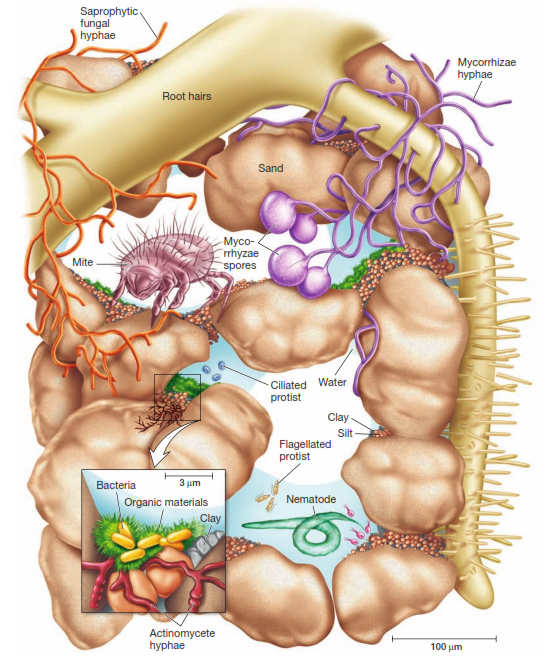 Saprophytic
fungal
hyphae
Mycorrhizae
hyphae
Root hairs
Sand
Myco-
rrhyzae
spores
Mite
Ciliated
protist
Water
Clay
Silt
Flagellated
protist
3 µm
Bacteria
Organic materials
Nematode
Clay
Actinomycete
hyphae
100 µm